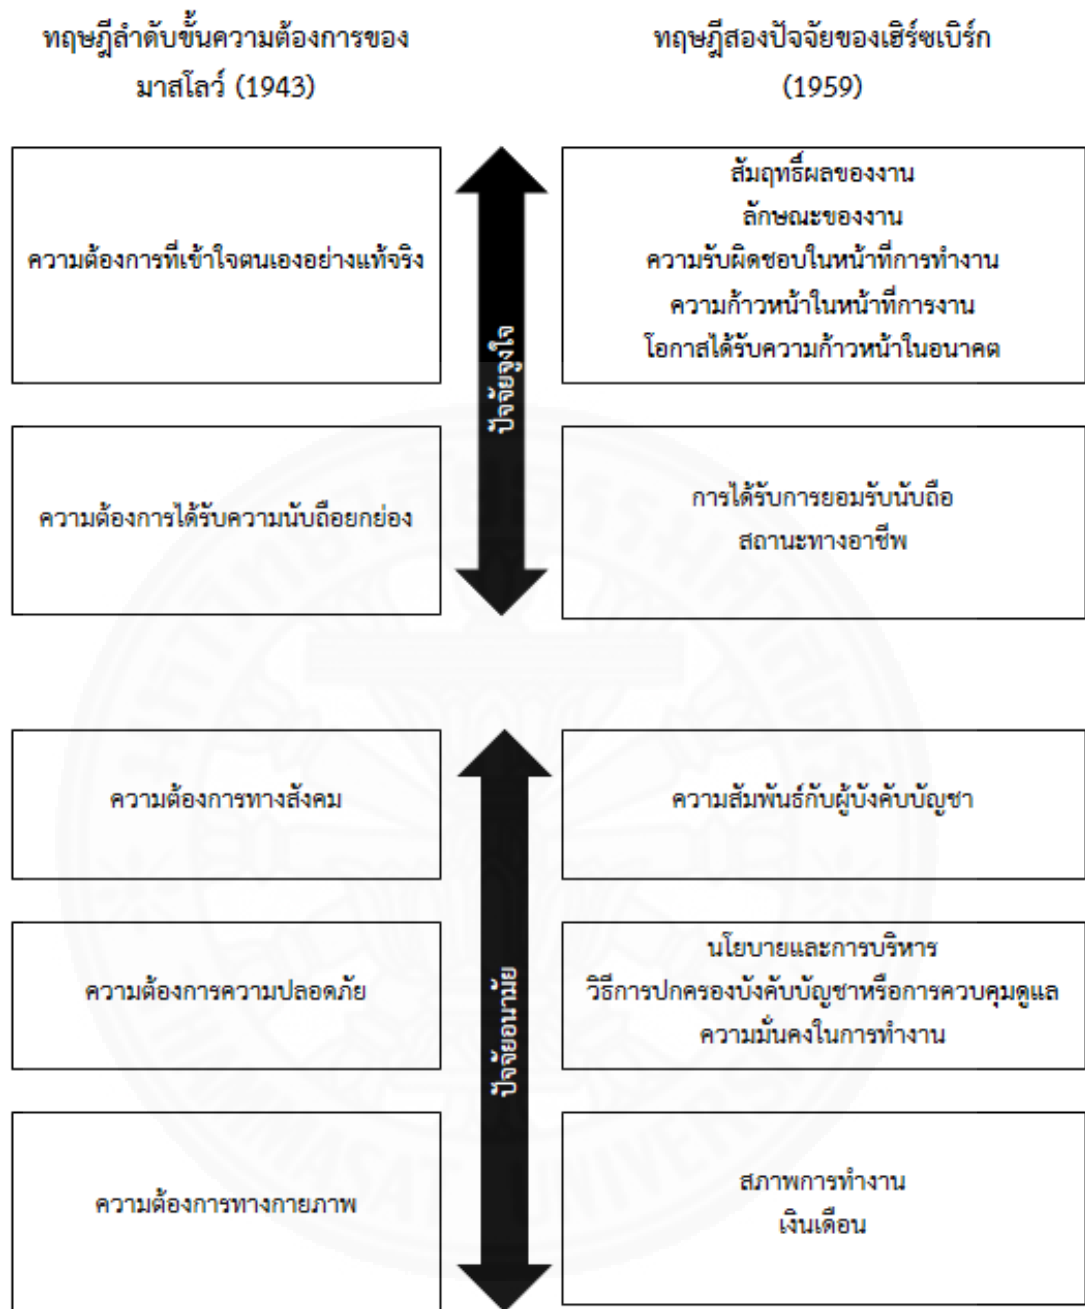 ทฤษฎีลำดับขั้นความต้องการของ
มาสโลว์ (1943)
ทฤษฎีสองปัจจัยของเฮิร์ซเบิร์ก
(1959)
ความต้องการที่เข้าใจตนเองอย่างแท้จริง
ปัจจัยจูงใจ
สัมฤทธิ์ผลของงาน
ลักษณะของงาน
ความรับผิดชอบในหน้าที่การทำงาน
ความก้าวหน้าในหน้าที่การงาน
โอกาสได้รับความก้าวหน้าในอนาคต
ความต้องการได้รับความนับถือยกย่อง
การได้รับการยอมรับนับถือ
สถานะทางอาชีพ
ความต้องการทางสังคม
ปัจจัยอนามัย
ความสัมพันธ์กับผู้บังคับบัญชา
ความต้องการความปลอดภัย
นโยบายและการบริหาร
วิธีการปกครองบังคับบัญชาหรือการควบคุมดูแล
ความมั่นคงในการทำงาน
ความต้องการทางกายภาพ
สภาพการทำงาน
เงินเดือน
มหาวิทยาลัยธรรมศาสตร์
THAMMASAT UNIVERSITY